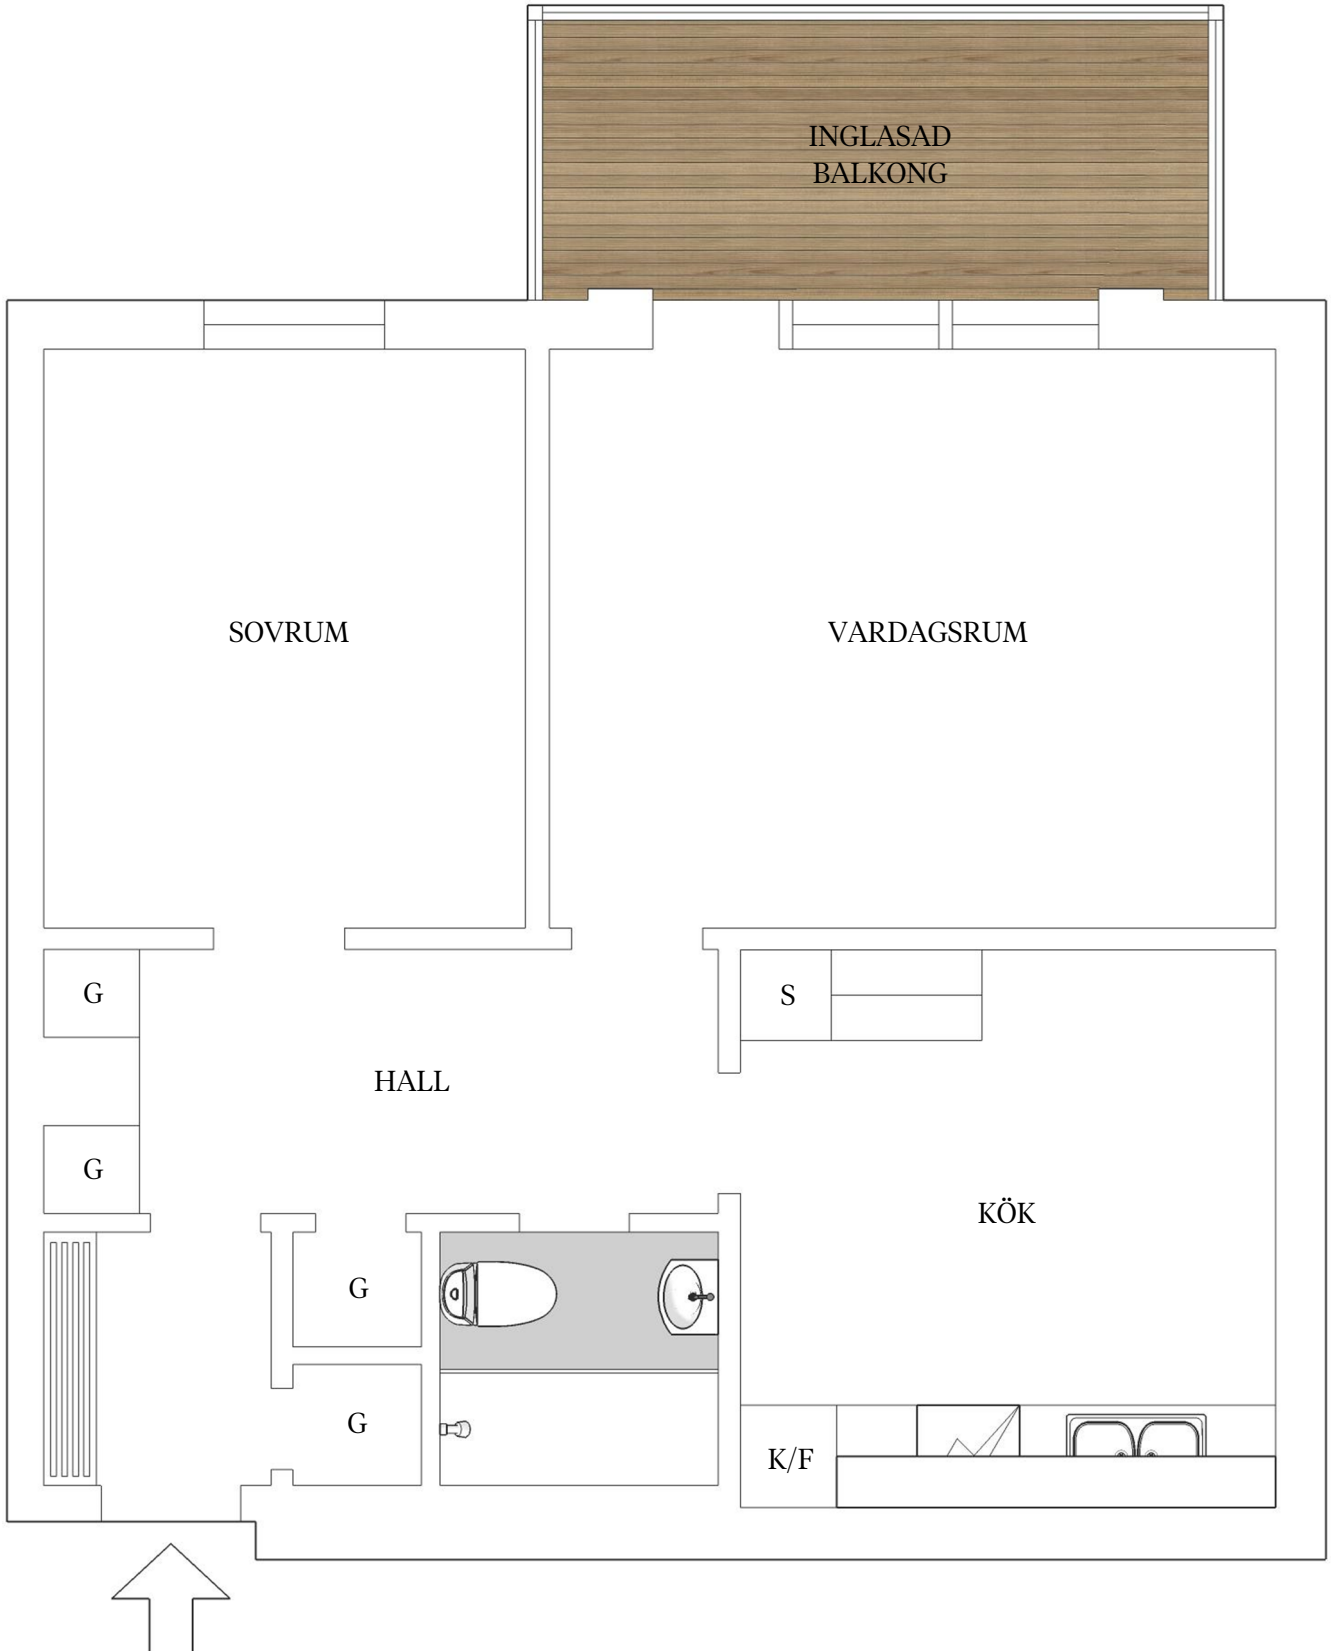 INGLASAD
BALKONG
SOVRUM
VARDAGSRUM
G
S
HALL
G
KÖK
G
G
K/F